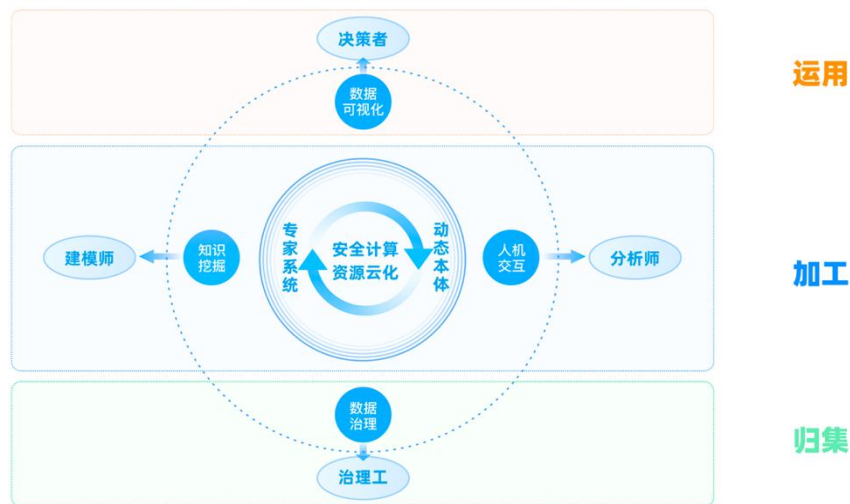 决策者
数据
可视化
运用
专家系统
动态本体
安全计算
资源云化
建模师
知识
挖掘
人机
交互
分析师
加工
数据
治理
治理工
归集